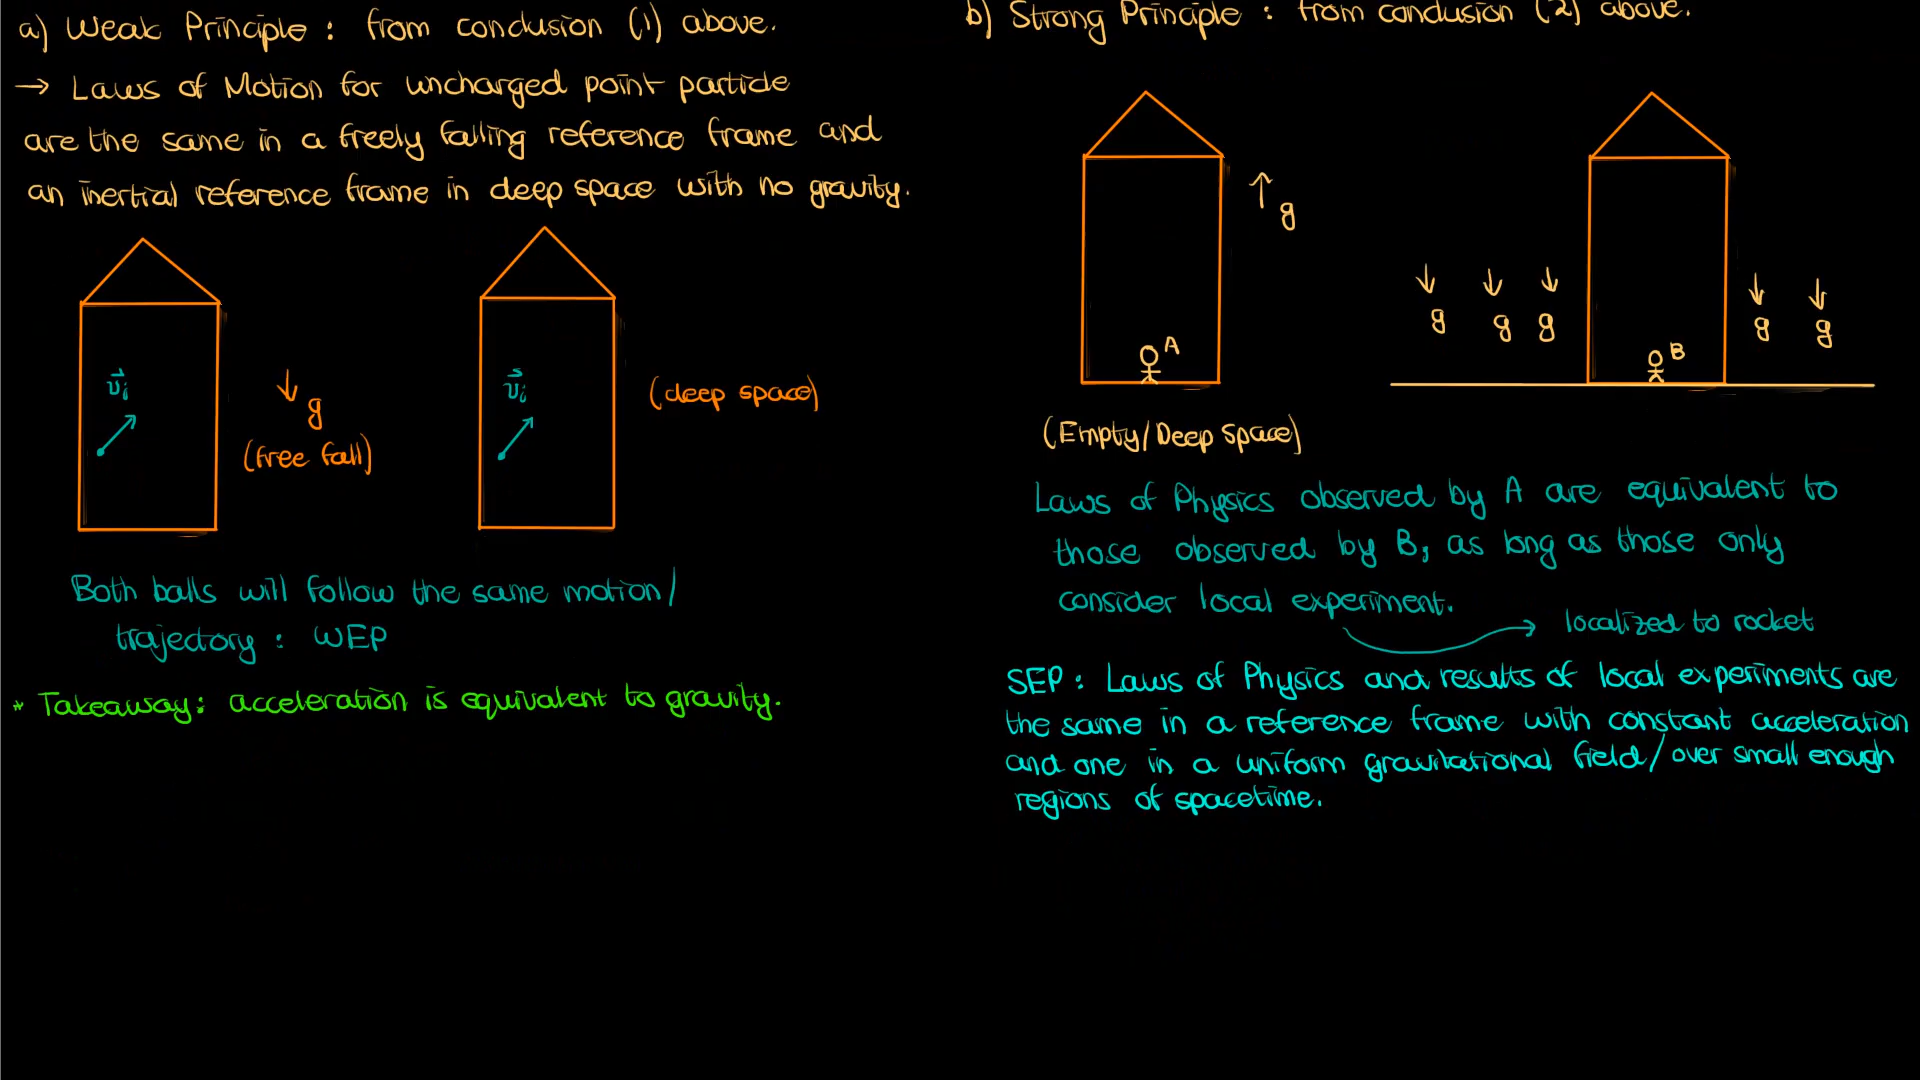 a) Weak Principle : from conclusion (1) above.
→ Laws of Motion for uncharged point particle
are the same in a freely falling reference frame and
an inertial reference frame in deep space with no gravity.
v⃗ᵢ
↓ g
(free fall)
v⃗ᵢ
(deep space)
Both balls will follow the same motion/
trajectory : WEP
* Takeaway: acceleration is equivalent to gravity.
b) Strong Principle : from conclusion (2) above.
↑ g
A
(Empty/Deep Space)
↓ ↓ ↓ ↓ ↓
g g g g g
B
Laws of Physics observed by A are equivalent to
those observed by B, as long as those only
consider local experiment.
→ localized to rocket
SEP : Laws of Physics and results of local experiments are
the same in a reference frame with constant acceleration
and one in a uniform gravitational field/over small enough
regions of spacetime.